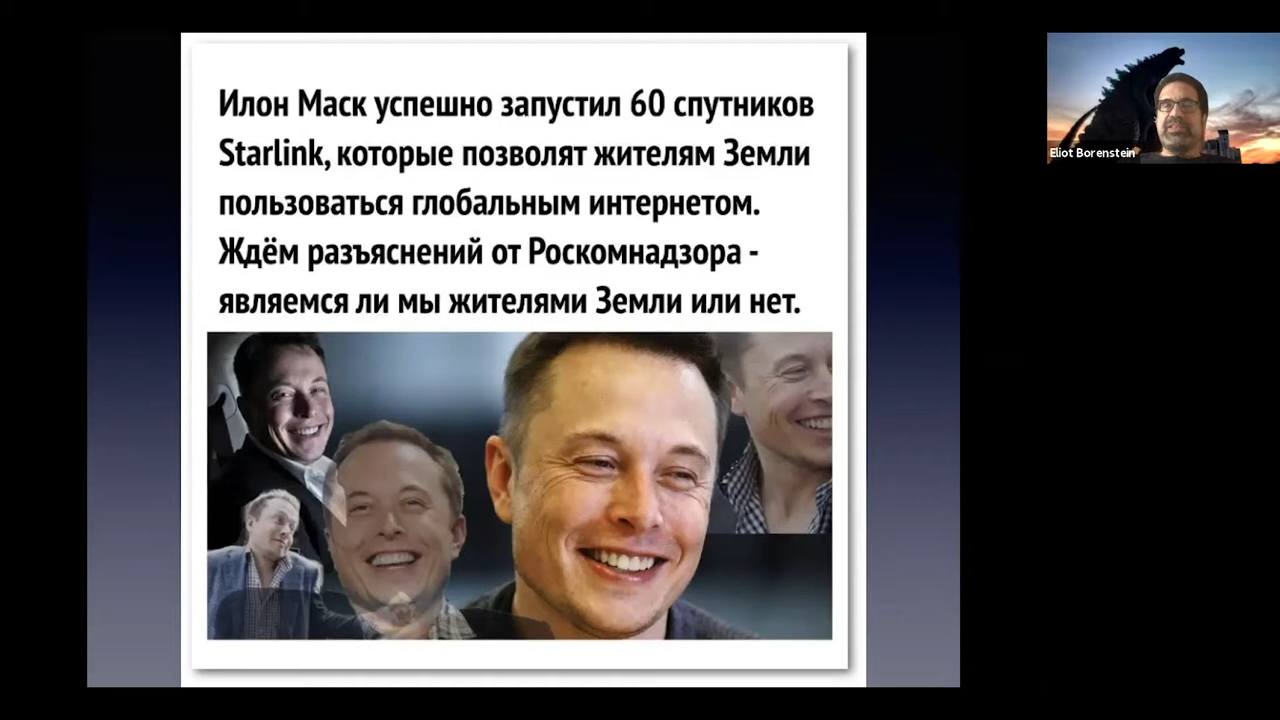 Илон Маск успешно запустил 60 спутников
Starlink, которые позволят жителям Земли
пользоваться глобальным интернетом.
Ждём разъяснений от Роскомнадзора -
являемся ли мы жителями Земли или нет.
Eliot Borenstein